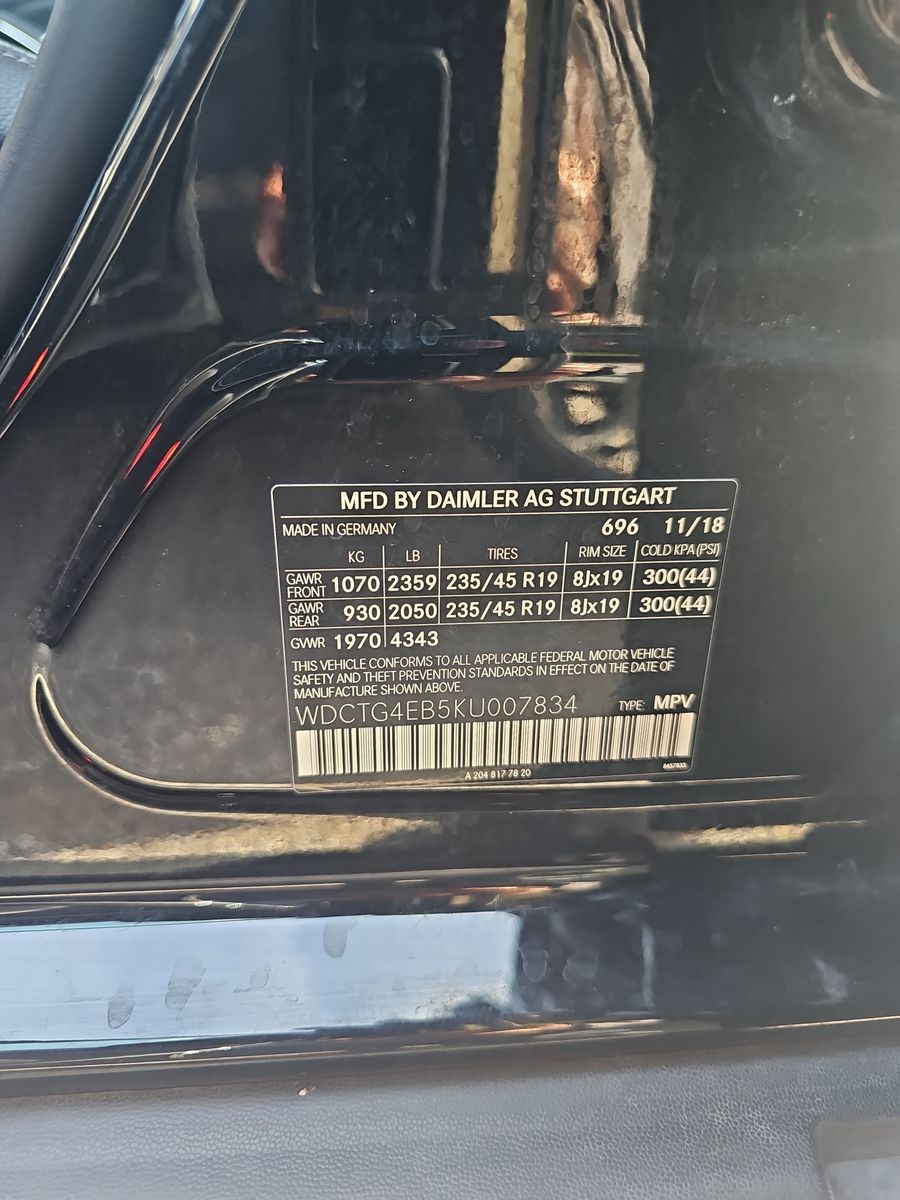 MFD BY DAIMLER AG STUTTGART
MADE IN GERMANY 696 11/18
KG LB TIRES RIM SIZE COLD KPA (PSI)
GAWR FRONT 1070 2359 235/45 R19 8Jx19 300(44)
GAWR REAR 930 2050 235/45 R19 8Jx19 300(44)
GVWR 1970 4343
THIS VEHICLE CONFORMS TO ALL APPLICABLE FEDERAL MOTOR VEHICLE
SAFETY AND THEFT PREVENTION STANDARDS IN EFFECT ON THE DATE OF
MANUFACTURE SHOWN ABOVE.
WDCTG4EB5KU007834 TYPE: MPV
A 204 817 78 20